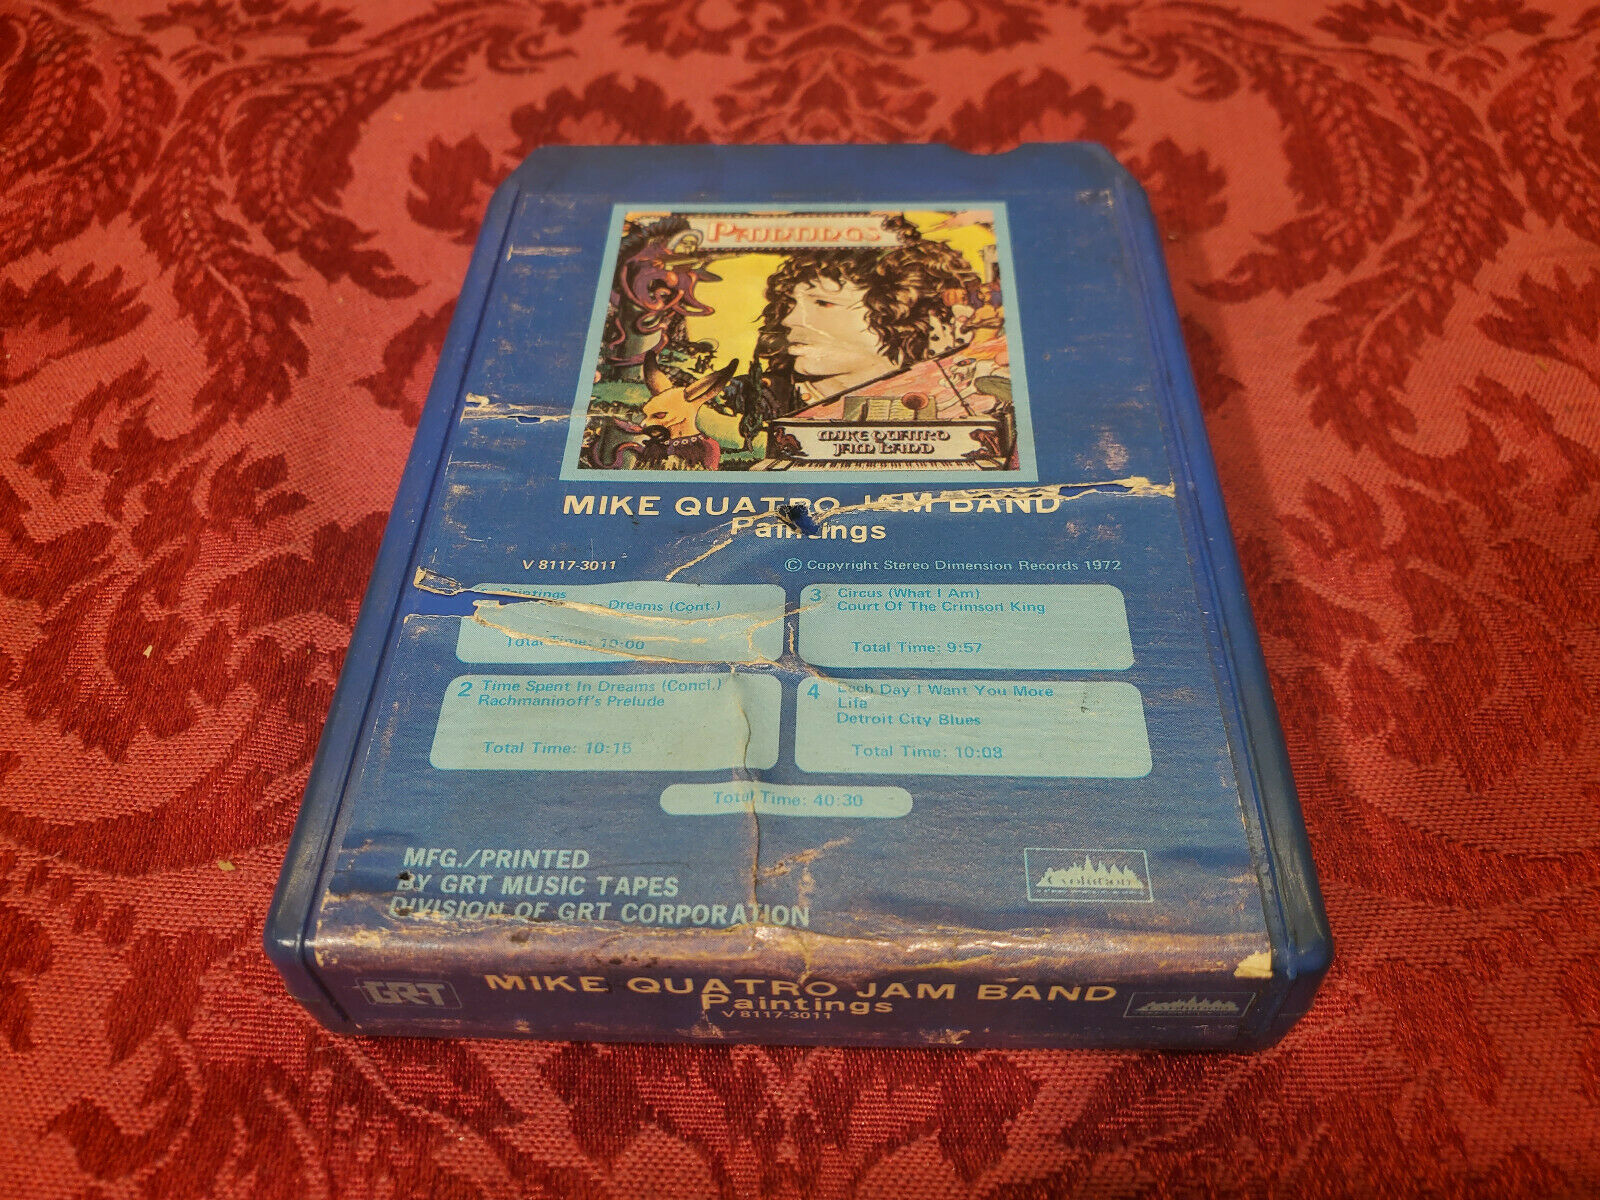 PAINTINGS
MIKE QUATRO
JAM BAND
MIKE QUATRO JAM BAND
Paintings
V 8117-3011
© Copyright Stereo Dimension Records 1972
Paintings
Dreams (Cont.)
Total Time: 10:00
2 Time Spent In Dreams (Concl.)
Rachmaninoff's Prelude
Total Time: 10:15
3 Circus (What I Am)
Court Of The Crimson King
Total Time: 9:57
4 Each Day I Want You More
Life
Detroit City Blues
Total Time: 10:08
Total Time: 40:30
MFG./PRINTED
BY GRT MUSIC TAPES
DIVISION OF GRT CORPORATION
Evolution
GRT
MIKE QUATRO JAM BAND
Paintings
V 8117-3011